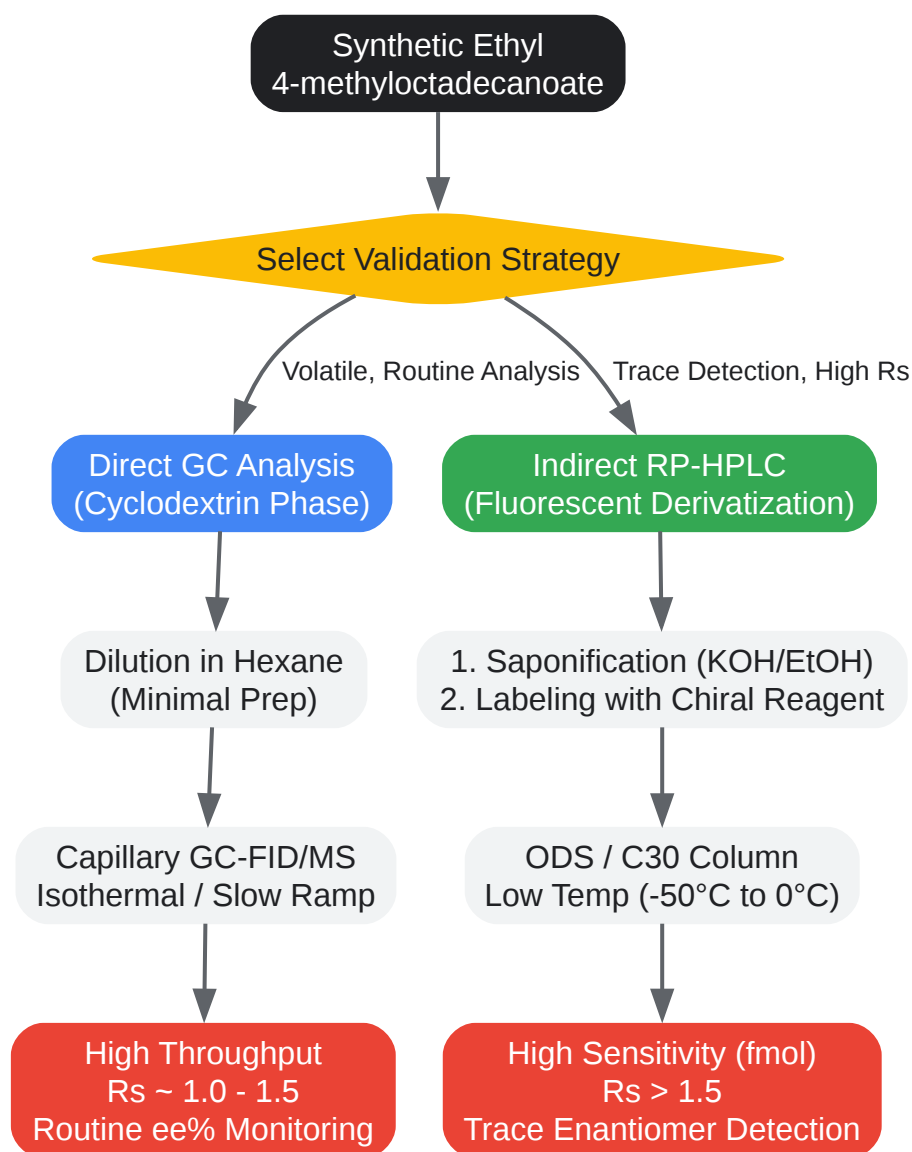 Synthetic Ethyl
4-methyloctadecanoate
Select Validation Strategy
Volatile, Routine Analysis
Trace Detection, High Rs
Direct GC Analysis
(Cyclodextrin Phase)
Indirect RP-HPLC
(Fluorescent Derivatization)
Dilution in Hexane
(Minimal Prep)
1. Saponification (KOH/EtOH)
2. Labeling with Chiral Reagent
Capillary GC-FID/MS
Isothermal / Slow Ramp
ODS / C30 Column
Low Temp (-50°C to 0°C)
High Throughput
Rs ~ 1.0 - 1.5
Routine ee% Monitoring
High Sensitivity (fmol)
Rs > 1.5
Trace Enantiomer Detection